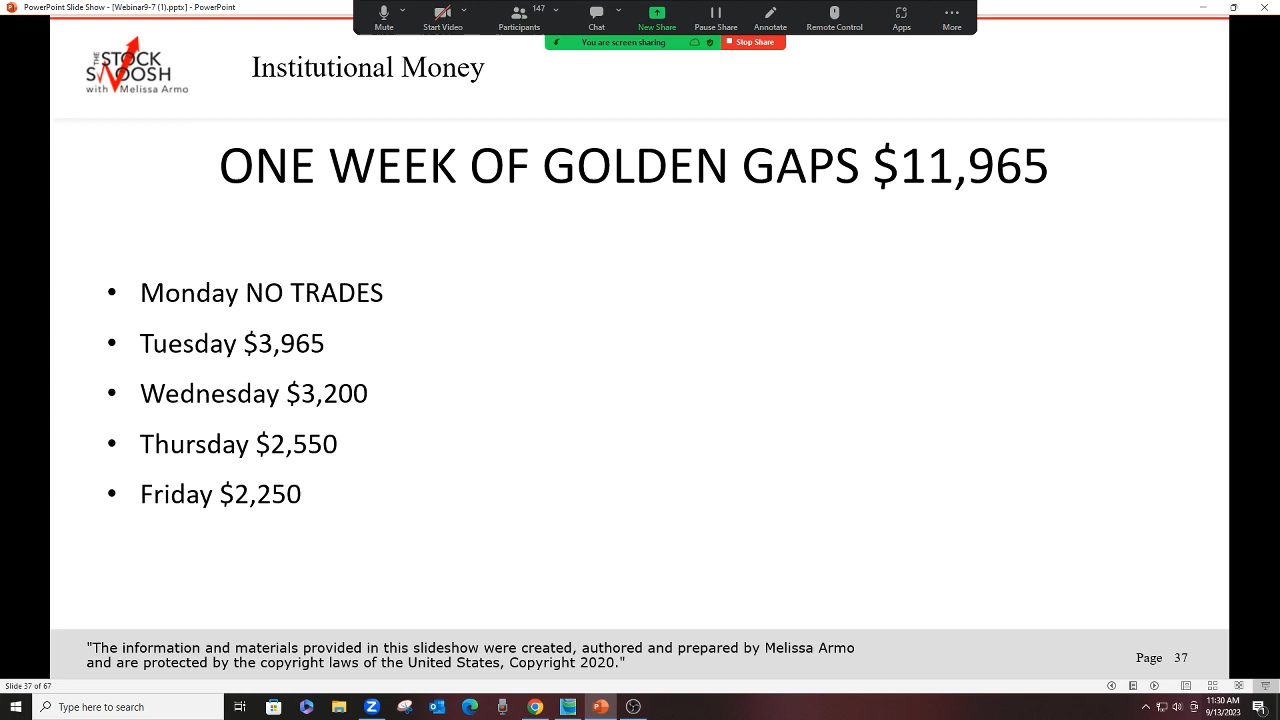 PowerPoint Slide Show - [Webinar9-7 (1).pptx] - PowerPoint
147
Mute Start Video Participants Chat New Share Pause Share Annotate Remote Control Apps More
You are screen sharing Stop Share
THE STOCK
SWOOSH
with Melissa Armo
Institutional Money
ONE WEEK OF GOLDEN GAPS $11,965
• Monday NO TRADES
• Tuesday $3,965
• Wednesday $3,200
• Thursday $2,550
• Friday $2,250
"The information and materials provided in this slideshow were created, authored and prepared by Melissa Armo
and are protected by the copyright laws of the United States, Copyright 2020."
Page 37
Slide 37 of 67
Type here to search
11:30 AM
9/13/2023